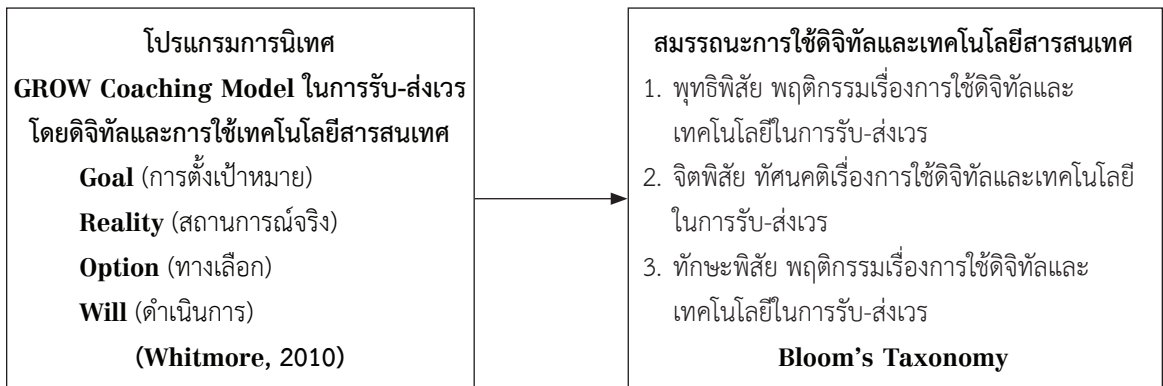 โปรแกรมการนิเทศ
GROW Coaching Model ในการรับ-ส่งเวร
โดยดิจิทัลและการใช้เทคโนโลยีสารสนเทศ
Goal (การตั้งเป้าหมาย)
Reality (สถานการณ์จริง)
Option (ทางเลือก)
Will (ดำเนินการ)
(Whitmore, 2010)
สมรรถนะการใช้ดิจิทัลและเทคโนโลยีสารสนเทศ
1. พุทธิพิสัย พฤติกรรมเรื่องการใช้ดิจิทัลและ
เทคโนโลยีในการรับ-ส่งเวร
2. จิตพิสัย ทัศนคติเรื่องการใช้ดิจิทัลและเทคโนโลยี
ในการรับ-ส่งเวร
3. ทักษะพิสัย พฤติกรรมเรื่องการใช้ดิจิทัลและ
เทคโนโลยีในการรับ-ส่งเวร
Bloom's Taxonomy